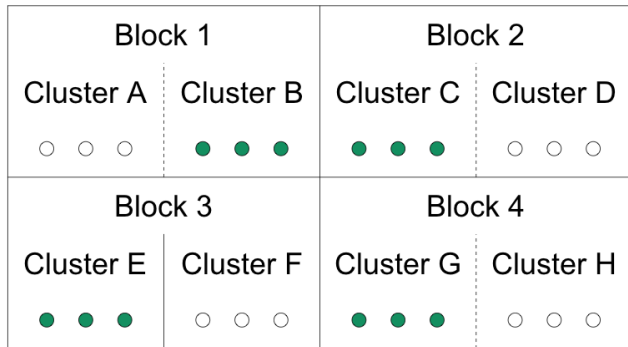 Block 1
Block 2
Cluster A
Cluster B
Cluster C
Cluster D
Block 3
Block 4
Cluster E
Cluster F
Cluster G
Cluster H